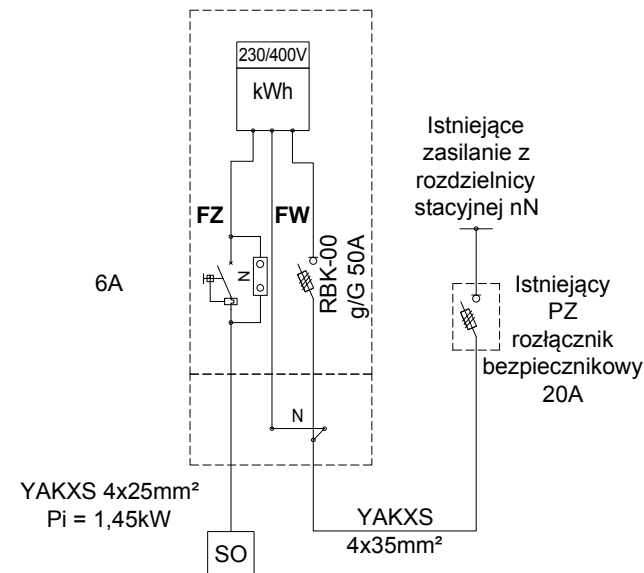 230/400V
kWh
Istniejące
zasilanie z
rozdzielnicy
stacyjnej nN
FZ
FW
6A
N
RBK-00
g/G 50A
Istniejący
PZ
rozłącznik
bezpiecznikowy
20A
N
YAKXS 4x25mm²
Pi = 1,45kW
YAKXS
4x35mm²
SO